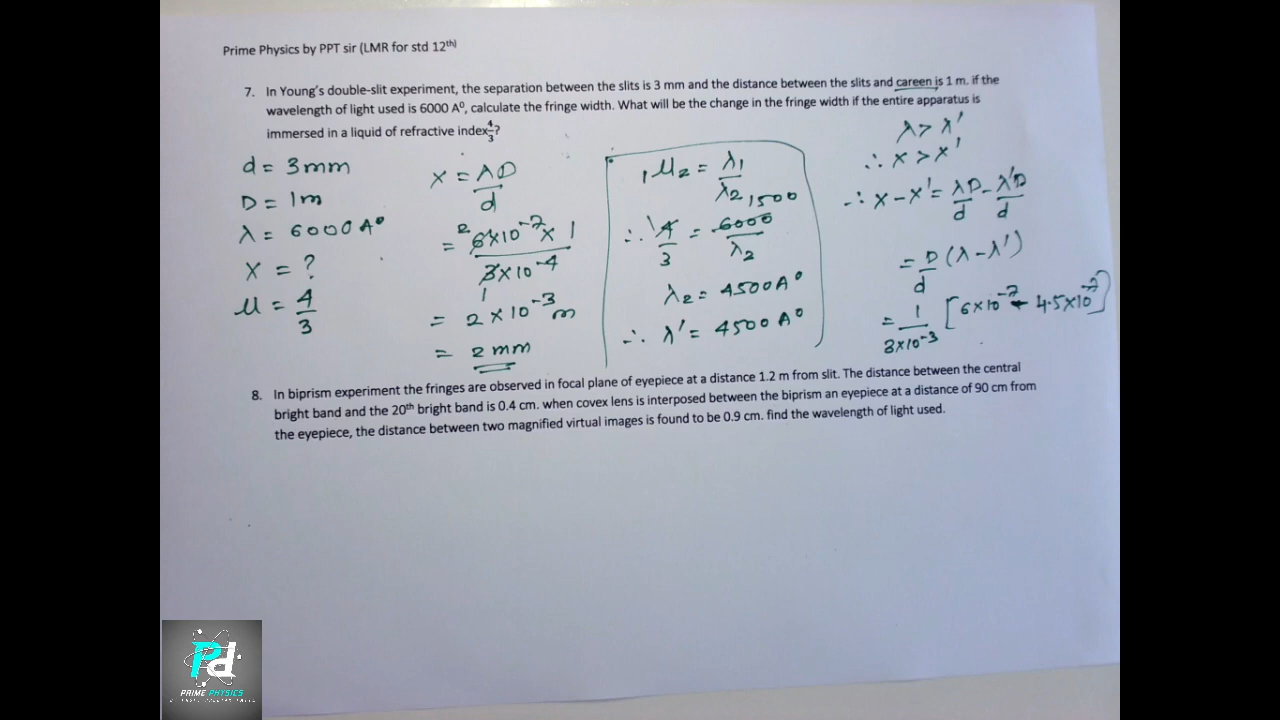 Prime Physics by PPT sir (LMR for std 12th)
7. In Young's double-slit experiment, the separation between the slits is 3 mm and the distance between the slits and careen is 1 m. if the
wavelength of light used is 6000 A⁰, calculate the fringe width. What will be the change in the fringe width if the entire apparatus is
immersed in a liquid of refractive index 4/3?
d = 3mm
D = 1m
λ = 6000A⁰
X = ?
μ = 4/3
X = λD/d
= 6×10⁻⁷ × 1 / 3×10⁻⁴
2
1
= 2 × 10⁻³ m
= 2 mm
₁μ₂ = λ₁/λ₂
1500
∴ 4/3 = 6000/λ₂
λ₂ = 4500A⁰
∴ λ' = 4500A⁰
λ > λ'
∴ X > X'
∴ X - X' = λD/d - λ'D/d
= D/d (λ - λ')
= 1/3×10⁻³ [6×10⁻⁷ - 4.5×10⁻⁷]
8. In biprism experiment the fringes are observed in focal plane of eyepiece at a distance 1.2 m from slit. The distance between the central
bright band and the 20th bright band is 0.4 cm. when covex lens is interposed between the biprism an eyepiece at a distance of 90 cm from
the eyepiece, the distance between two magnified virtual images is found to be 0.9 cm. find the wavelength of light used.
Pd
PRIME PHYSICS